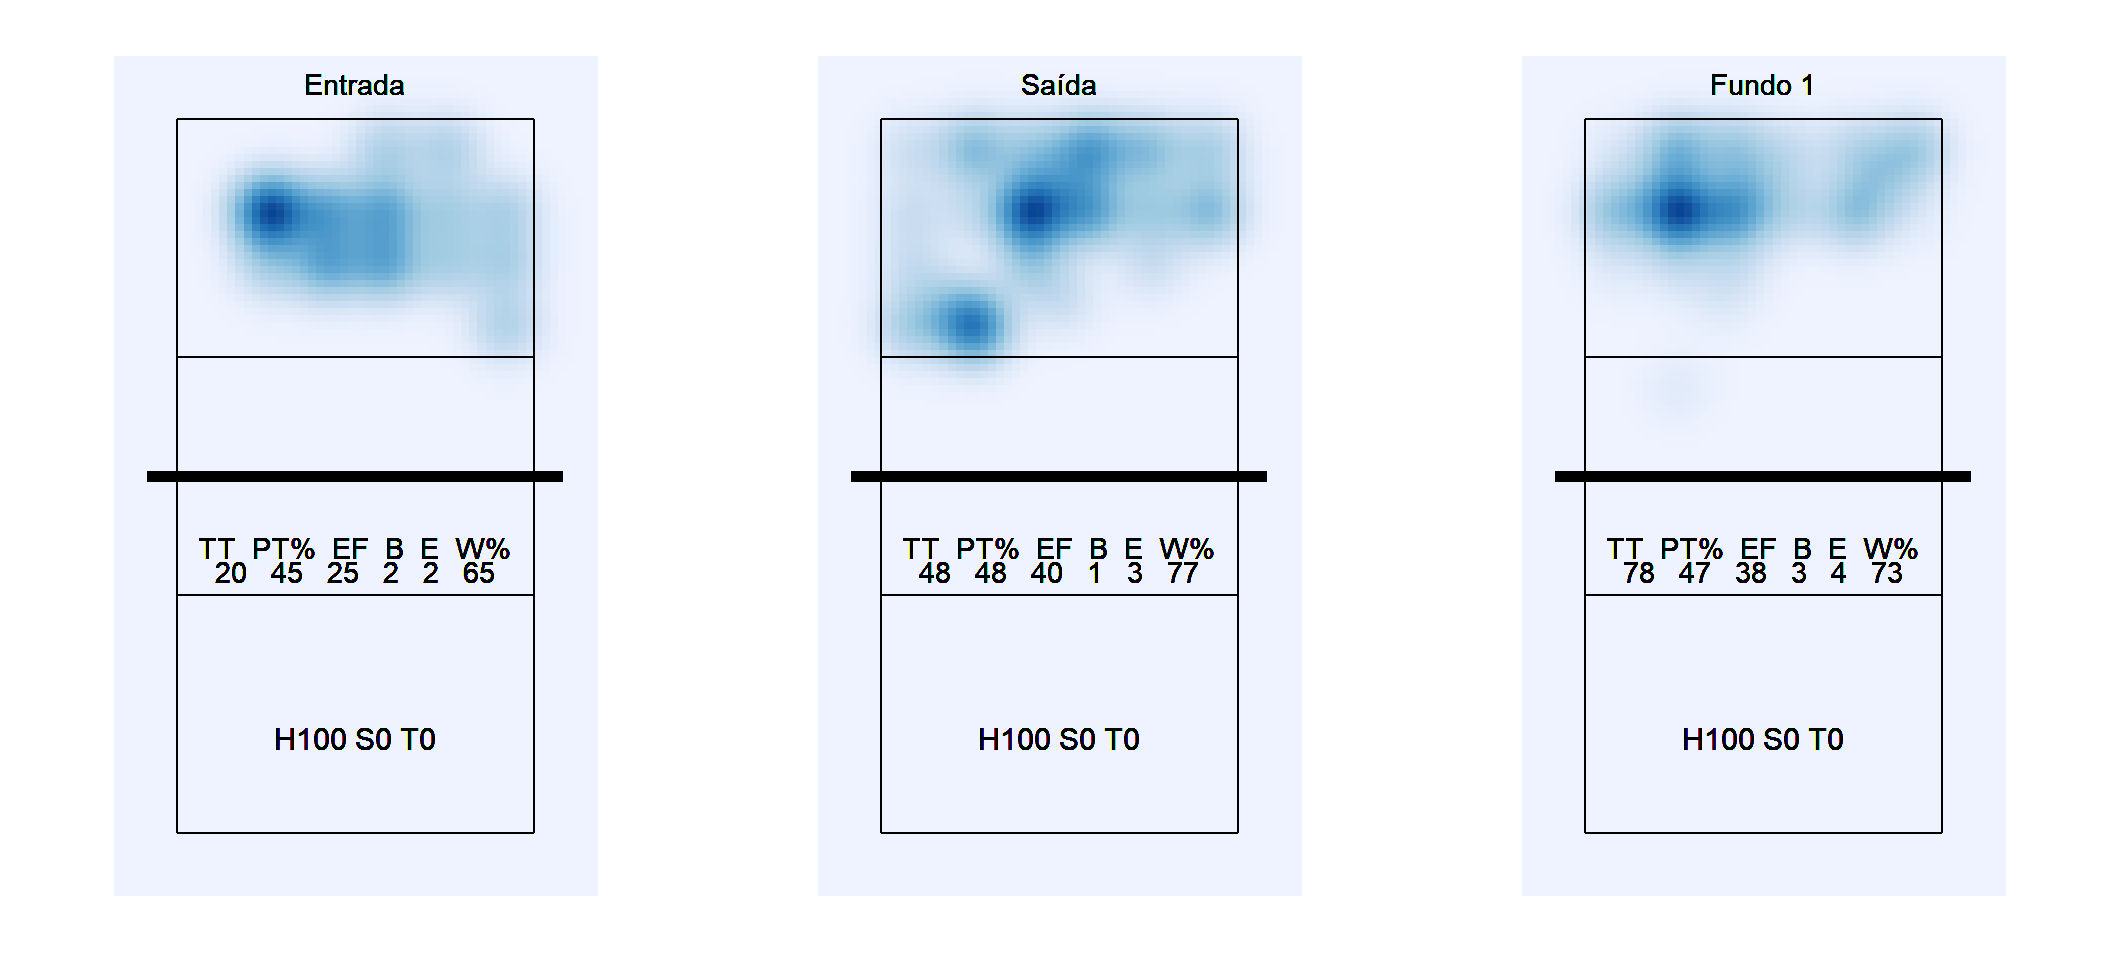 Entrada
TT PT% EF B E W%
20 45 25 2 2 65
H100 S0 T0
Saída
TT PT% EF B E W%
48 48 40 1 3 77
H100 S0 T0
Fundo 1
TT PT% EF B E W%
78 47 38 3 4 73
H100 S0 T0